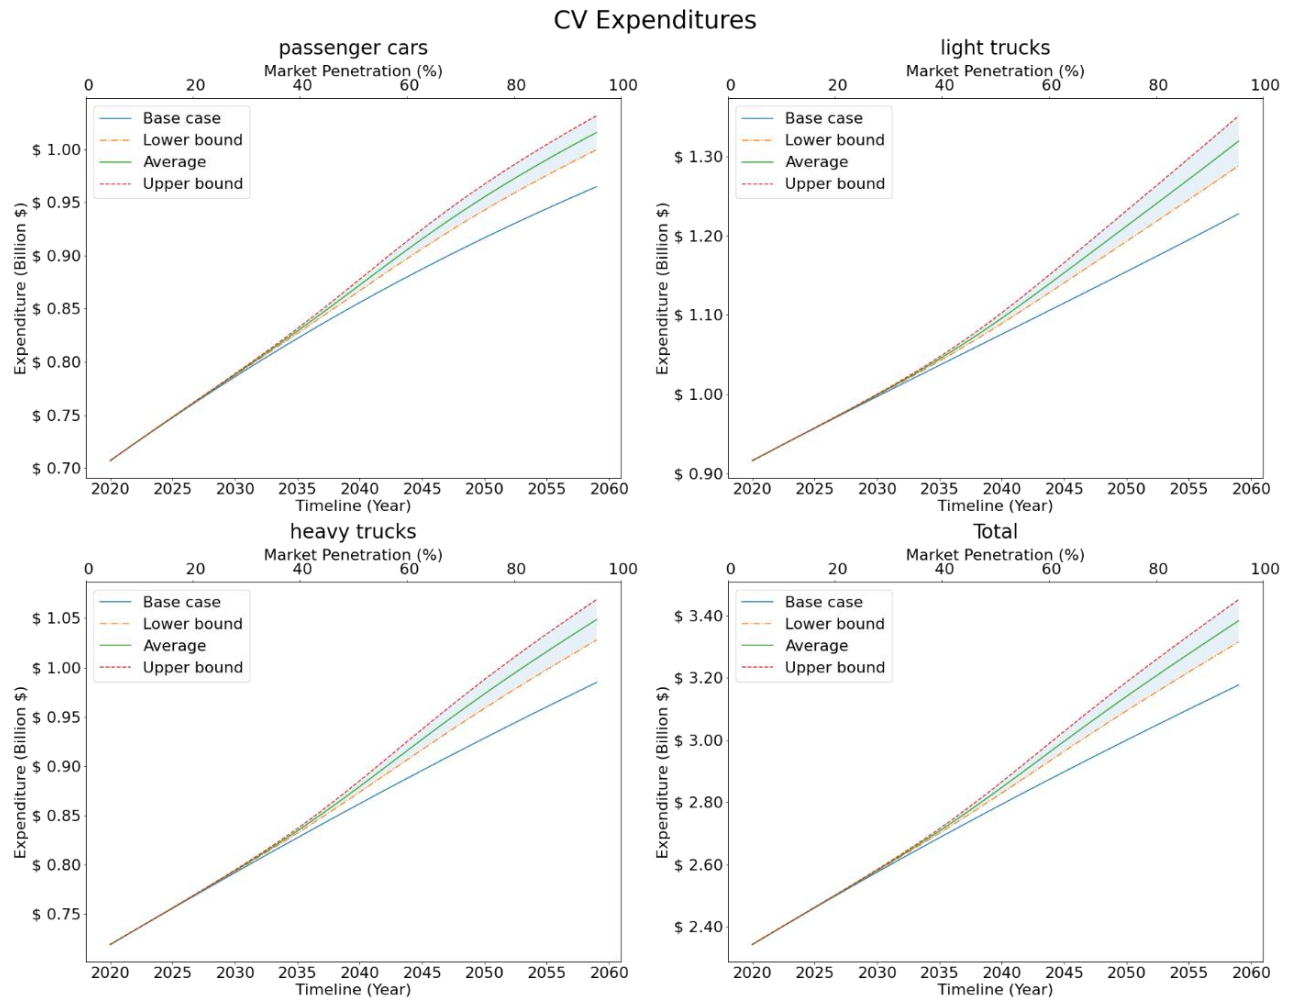 CV Expenditures
passenger cars
Market Penetration (%)
0 20 40 60 80 100
Base case
Lower bound
Average
Upper bound
Expenditure (Billion $)
$ 1.00
$ 0.95
$ 0.90
$ 0.85
$ 0.80
$ 0.75
$ 0.70
2020 2025 2030 2035 2040 2045 2050 2055 2060
Timeline (Year)
light trucks
Market Penetration (%)
0 20 40 60 80 100
Base case
Lower bound
Average
Upper bound
Expenditure (Billion $)
$ 1.30
$ 1.20
$ 1.10
$ 1.00
$ 0.90
2020 2025 2030 2035 2040 2045 2050 2055 2060
Timeline (Year)
heavy trucks
Market Penetration (%)
0 20 40 60 80 100
Base case
Lower bound
Average
Upper bound
Expenditure (Billion $)
$ 1.05
$ 1.00
$ 0.95
$ 0.90
$ 0.85
$ 0.80
$ 0.75
2020 2025 2030 2035 2040 2045 2050 2055 2060
Timeline (Year)
Total
Market Penetration (%)
0 20 40 60 80 100
Base case
Lower bound
Average
Upper bound
Expenditure (Billion $)
$ 3.40
$ 3.20
$ 3.00
$ 2.80
$ 2.60
$ 2.40
2020 2025 2030 2035 2040 2045 2050 2055 2060
Timeline (Year)